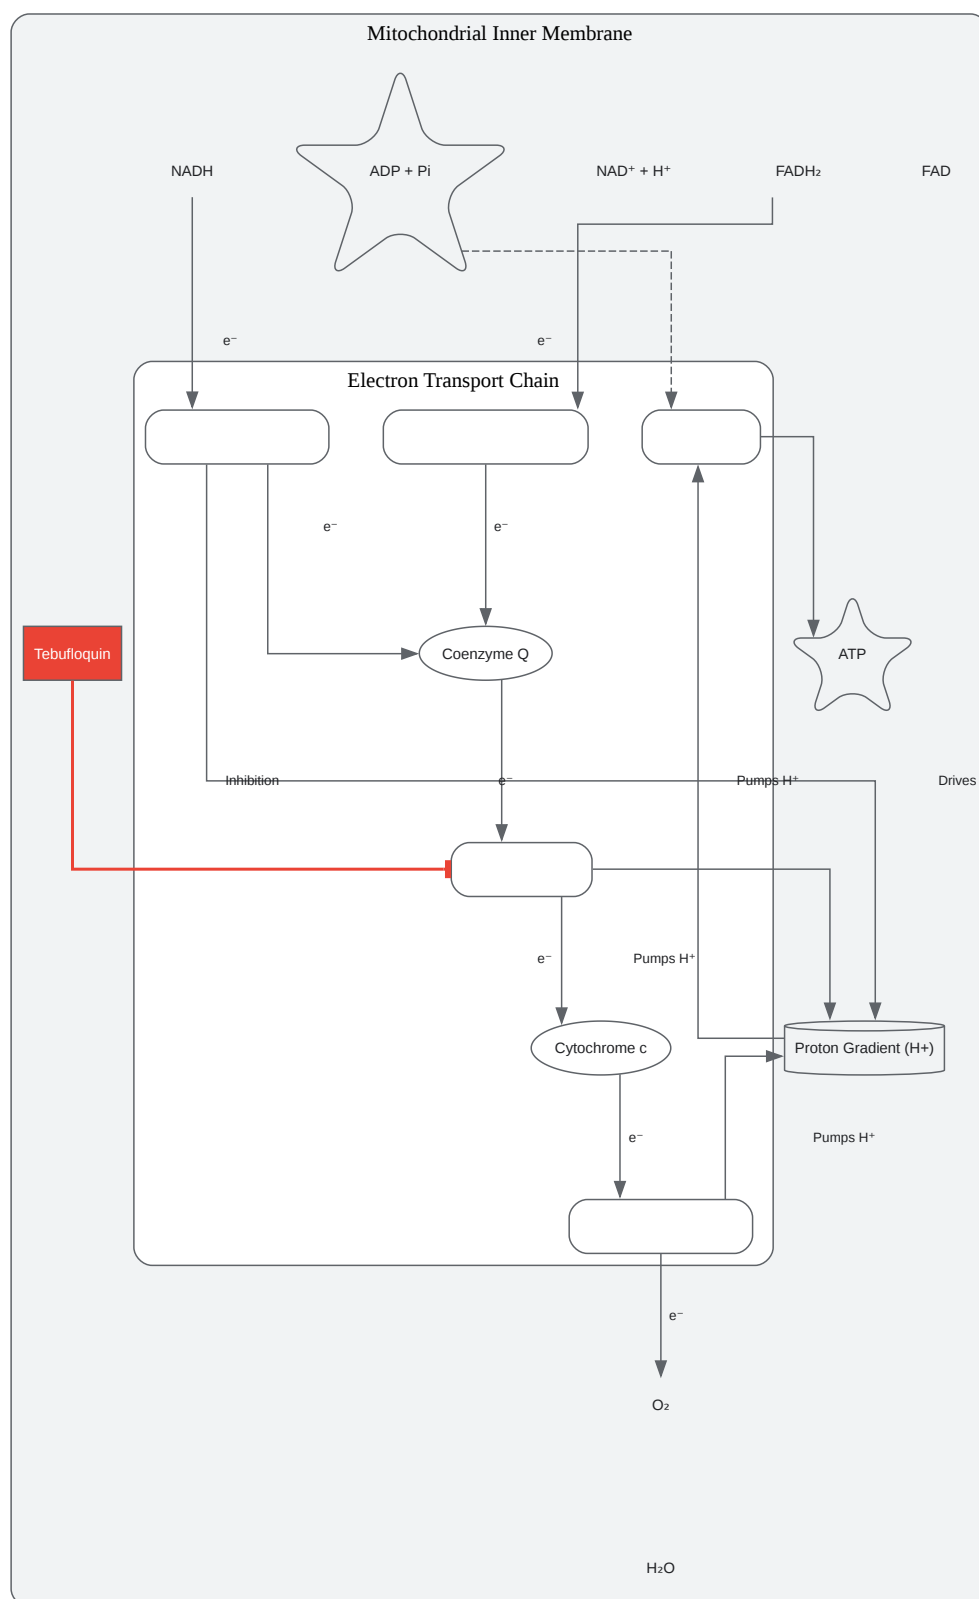 Mitochondrial Inner Membrane
NADH
ADP + Pi
NAD⁺ + H⁺
FADH₂
FAD
e⁻
e⁻
Electron Transport Chain
e⁻
e⁻
Tebufloquin
Coenzyme Q
ATP
Inhibition
e⁻
Pumps H⁺
Drives
e⁻
Pumps H⁺
Cytochrome c
Proton Gradient (H+)
e⁻
Pumps H⁺
e⁻
O₂
H₂O